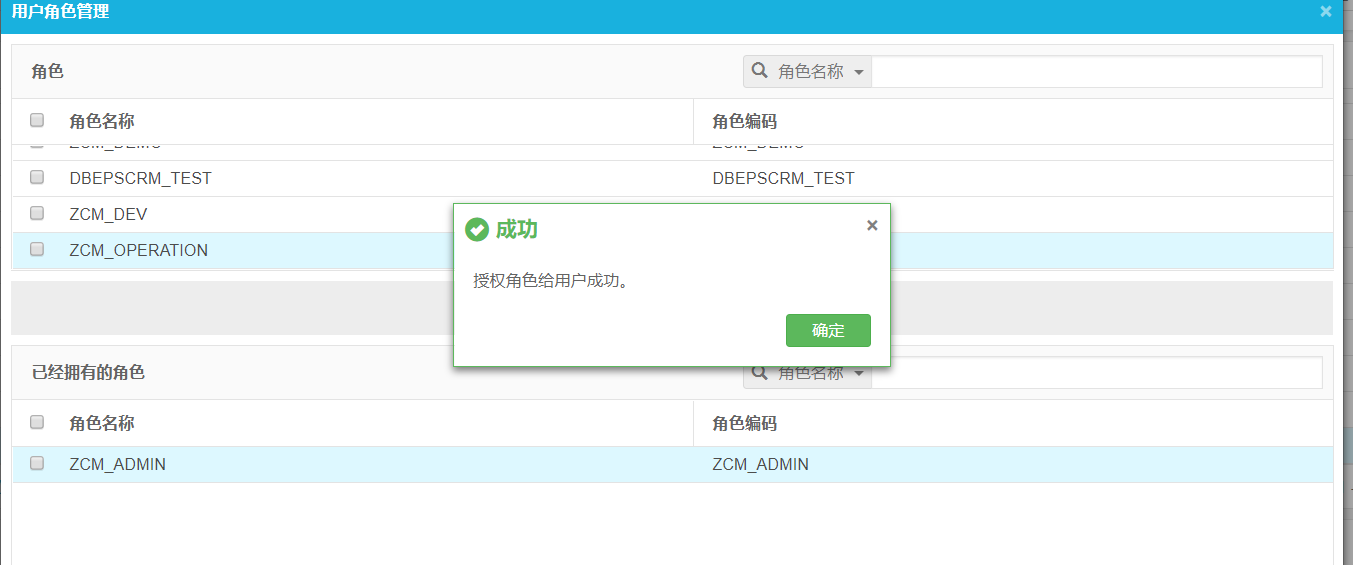 用户角色管理
角色
角色名称
角色名称 角色编码
DBEPSCRM_TEST DBEPSCRM_TEST
ZCM_DEV
ZCM_OPERATION
成功
授权角色给用户成功。
确定
已经拥有的角色
角色名称
角色名称 角色编码
ZCM_ADMIN ZCM_ADMIN